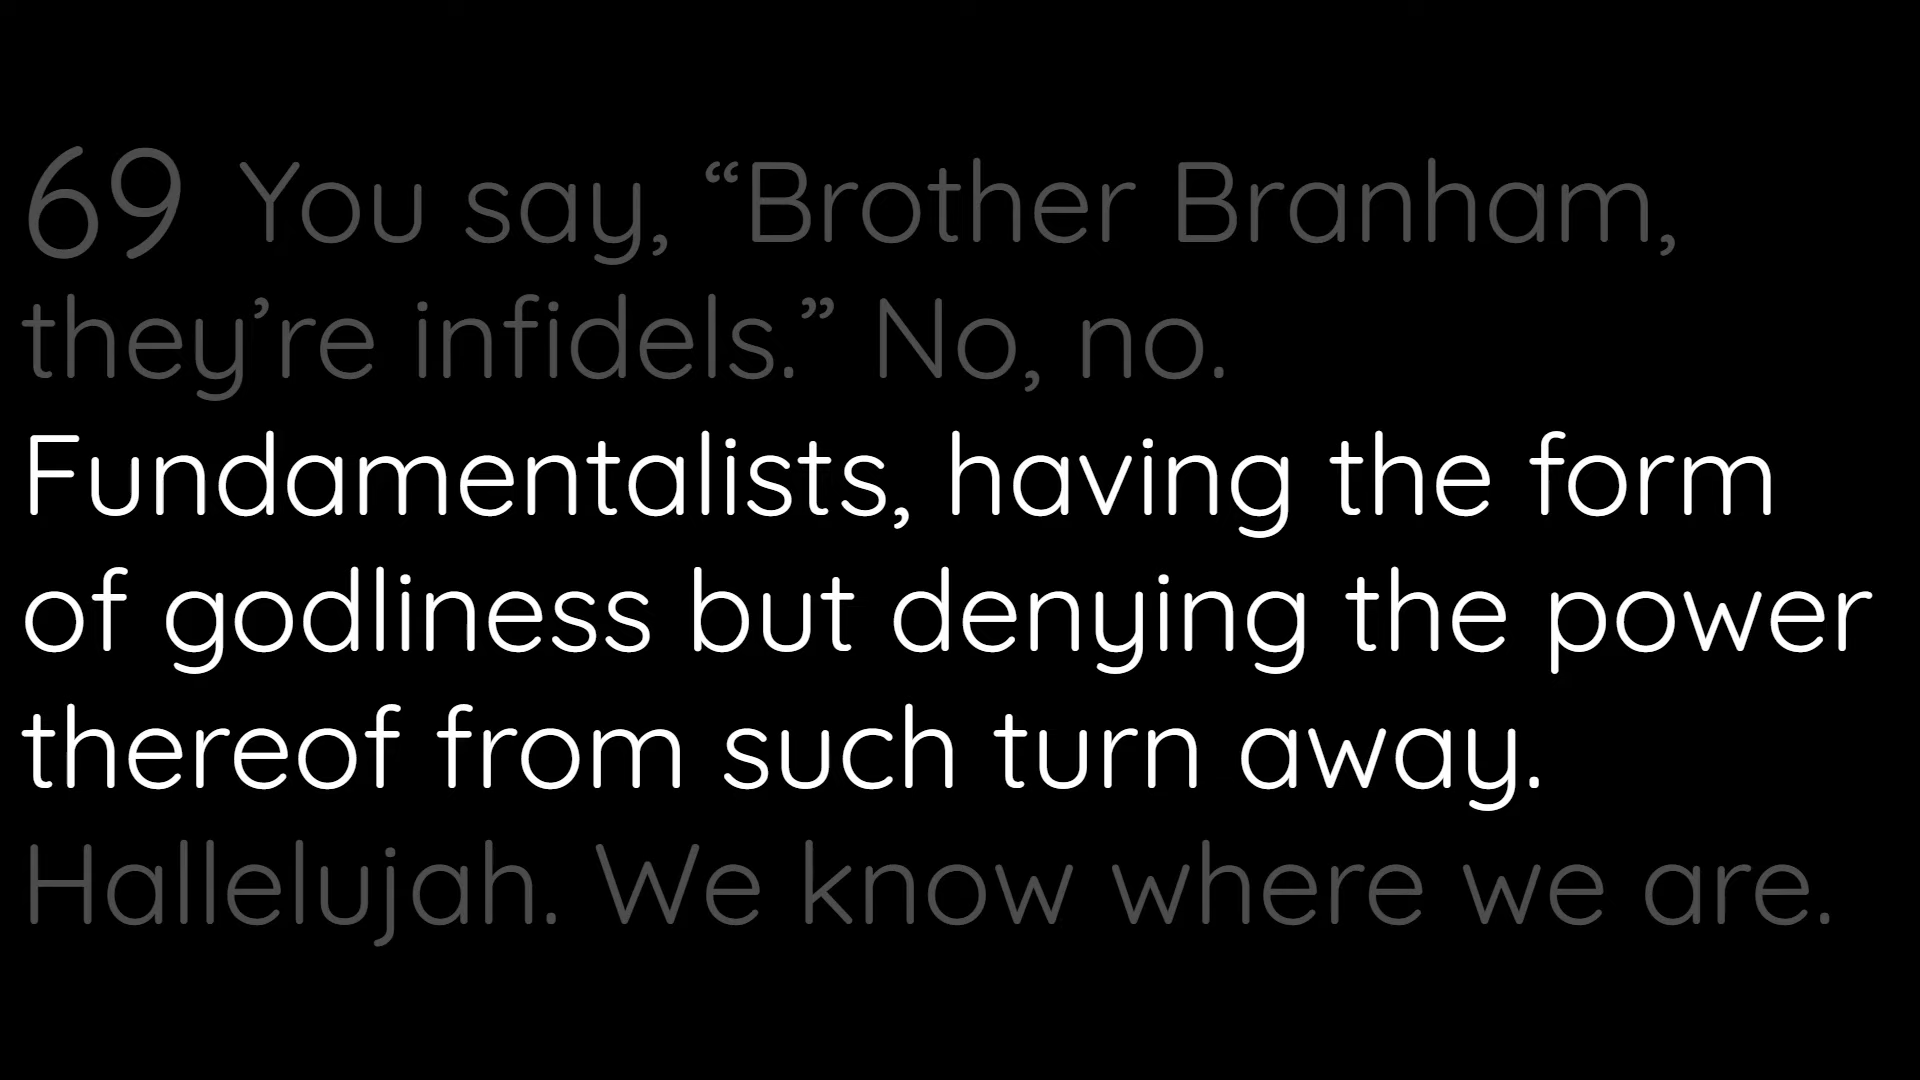 69 You say, “Brother Branham,
they’re infidels.” No, no.
Fundamentalists, having the form
of godliness but denying the power
thereof from such turn away.
Hallelujah. We know where we are.